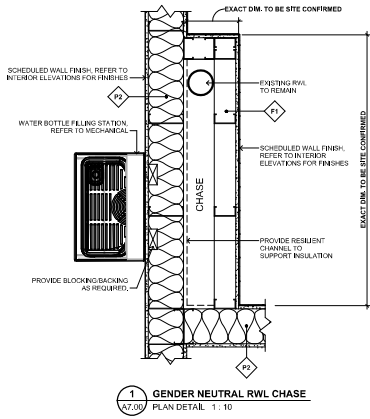 EXACT DIM. TO BE SITE CONFIRMED
SCHEDULED WALL FINISH, REFER TO
INTERIOR ELEVATIONS FOR FINISHES
P2
EXISTING RWL
TO REMAIN
F1
WATER BOTTLE FILLING STATION,
REFER TO MECHANICAL
SCHEDULED WALL FINISH,
REFER TO INTERIOR
ELEVATIONS FOR FINISHES
EXACT DIM. TO BE SITE CONFIRMED
CHASE
PROVIDE RESILIENT
CHANNEL TO
SUPPORT INSULATION
PROVIDE BLOCKING/BACKING
AS REQUIRED,
P2
1
A7.00
GENDER NEUTRAL RWL CHASE
PLAN DETAIL 1 : 10